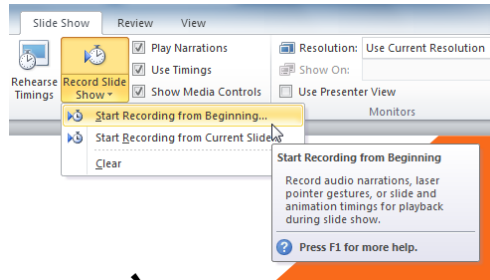 Slide Show Review View
Play Narrations Resolution: Use Current Resolution
Use Timings Show On:
Rehearse Timings
Record Slide Show
Show Media Controls Use Presenter View
Monitors
Start Recording from Beginning...
Start Recording from Current Slide
Clear
Start Recording from Beginning
Record audio narrations, laser
pointer gestures, or slide and
animation timings for playback
during slide show.
Press F1 for more help.